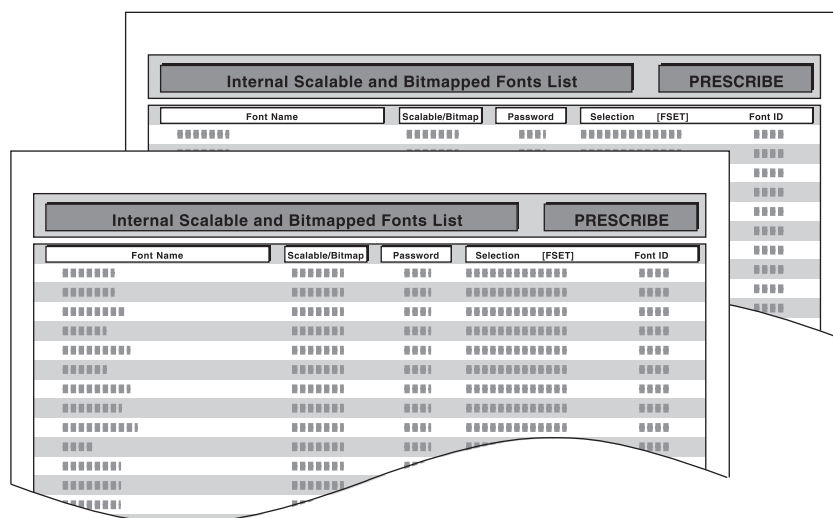 Internal Scalable and Bitmapped Fonts List PRESCRIBE
Font Name Scalable/Bitmap Password Selection [FSET] Font ID
Internal Scalable and Bitmapped Fonts List PRESCRIBE
Font Name Scalable/Bitmap Password Selection [FSET] Font ID